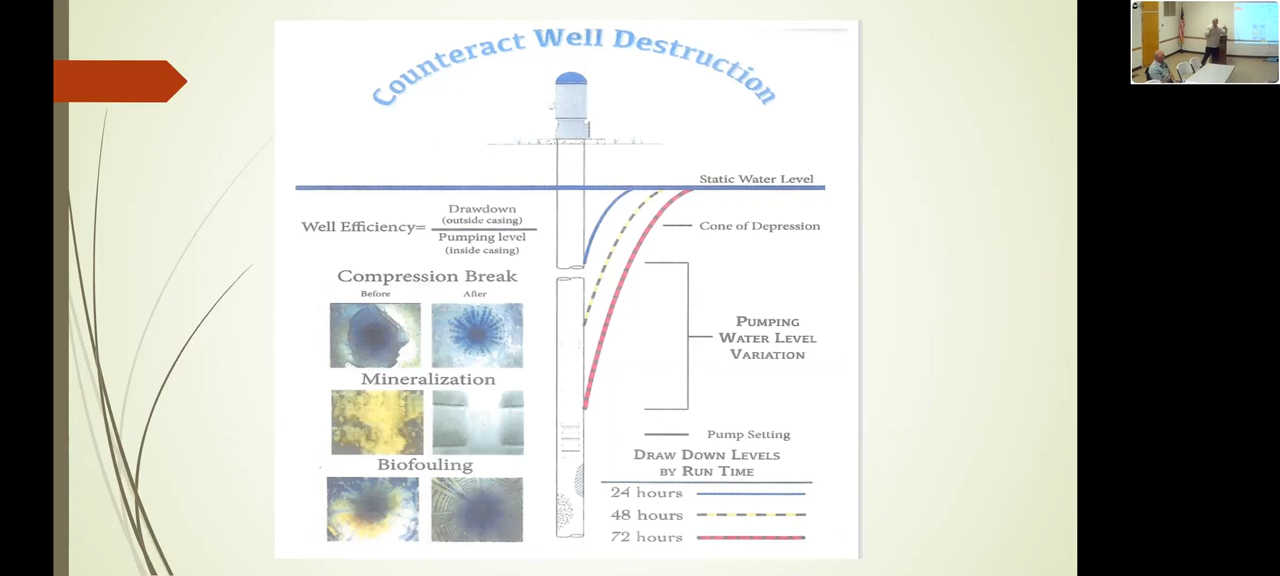 Counteract Well Destruction
Static Water Level
Well Efficiency=
Drawdown
(outside casing)
Pumping level
(inside casing)
Cone of Depression
Compression Break
Before
After
PUMPING
WATER LEVEL
VARIATION
Mineralization
Pump Setting
Biofouling
DRAW DOWN LEVELS
BY RUN TIME
24 hours
48 hours
72 hours